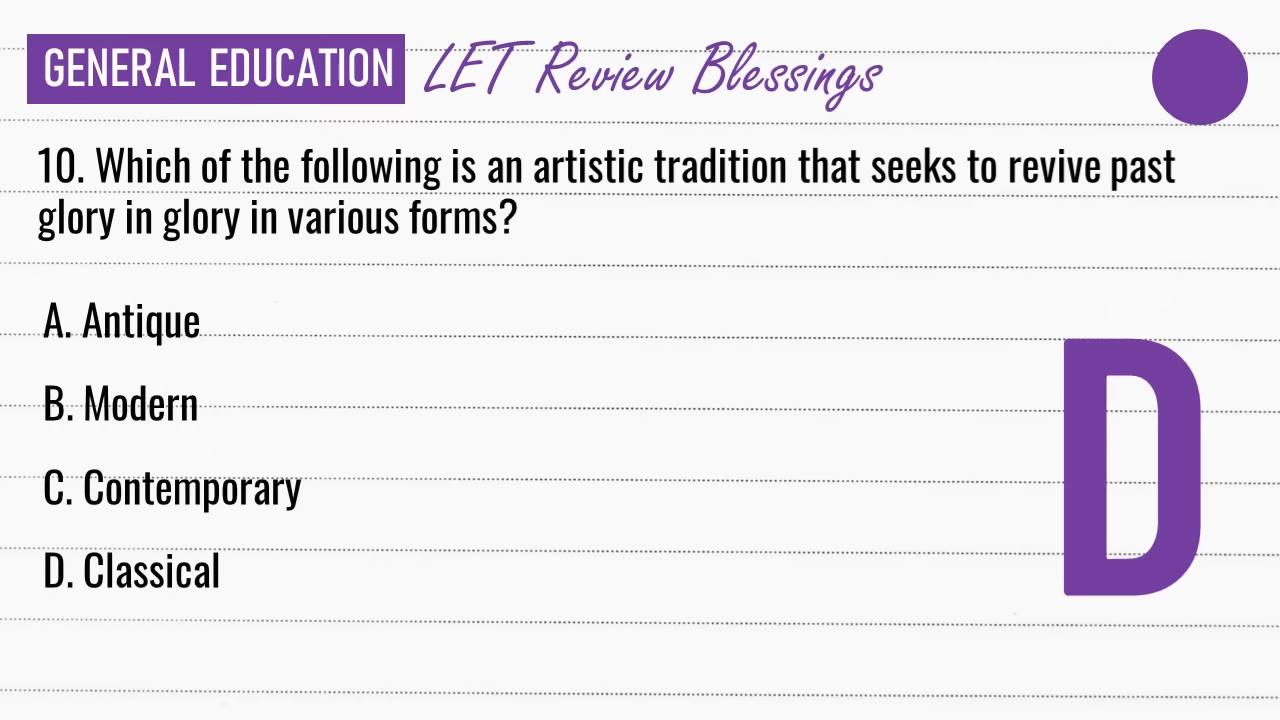 GENERAL EDUCATION LET Review Blessings
10. Which of the following is an artistic tradition that seeks to revive past
glory in glory in various forms?
A. Antique
B. Modern
C. Contemporary
D. Classical
D